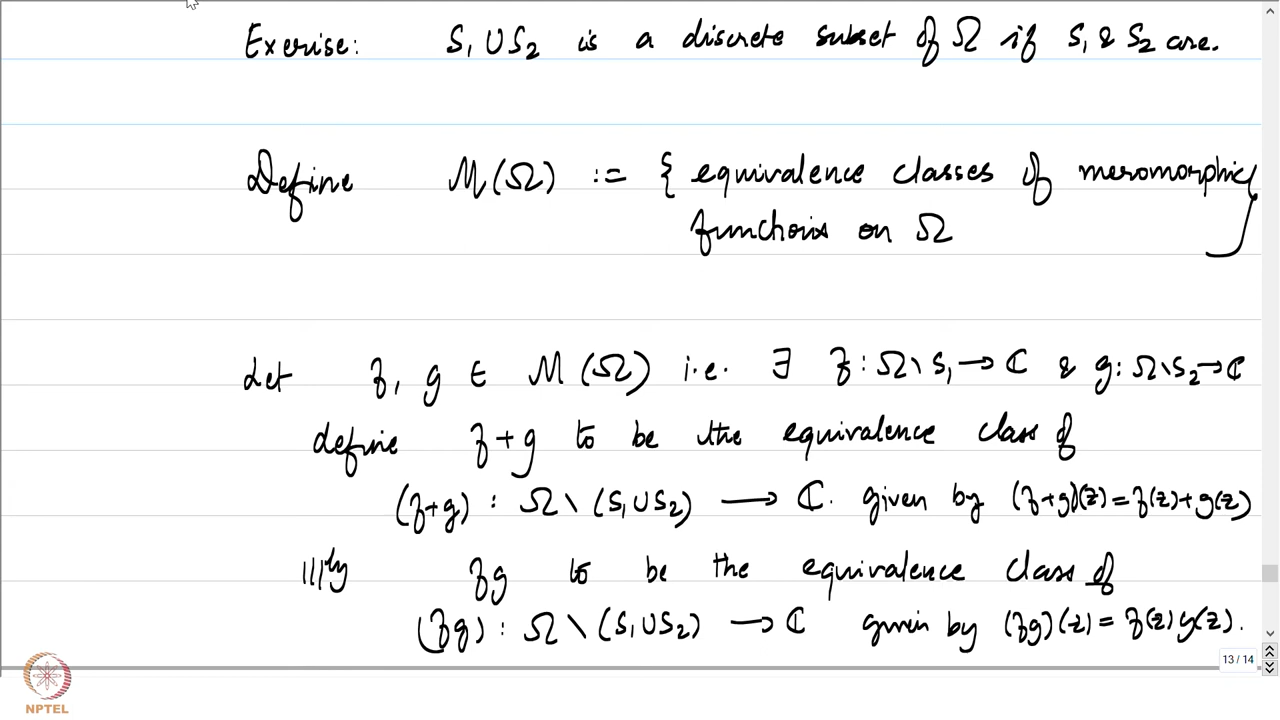 Exerise: S₁ ∪ S₂ is a discrete subset of Ω if S₁ & S₂ are.
Define M(Ω) := { equivalence classes of meromorphic
functions on Ω }
Let f, g ∈ M(Ω) i.e. ∃ f : Ω \ S₁ → ℂ & g : Ω \ S₂ → ℂ
define f+g to be the equivalence class of
(f+g) : Ω \ (S₁ ∪ S₂) → ℂ. given by (f+g)(z) = f(z) + g(z)
|||ly fg to be the equivalence class of
(fg) : Ω \ (S₁ ∪ S₂) → ℂ given by (fg)(z) = f(z) g(z).
13 / 14
NPTEL